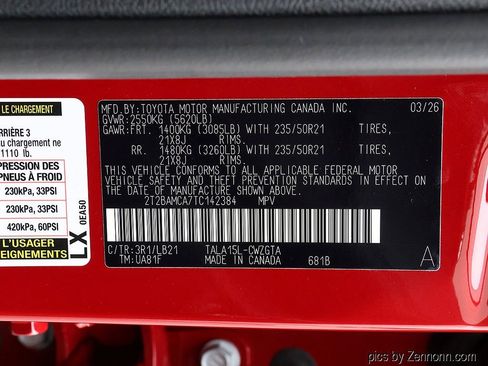 LE CHARGEMENT
ARRIÈRE 3
u chargement
1110 lb.
PRESSION DES
PNEUS À FROID
230kPa, 33PSI
230kPa, 33PSI
420kPa, 60PSI
L'USAGER
SEIGNEMENTS
LX
0EA50
MFD.BY:TOYOTA MOTOR MANUFACTURING CANADA INC. 03/26
GVWR:2550KG (5620LB)
GAWR:FRT. 1400KG (3085LB) WITH 235/50R21 TIRES,
21X8J RIMS.
RR. 1480KG (3260LB) WITH 235/50R21 TIRES,
21X8J RIMS.
THIS VEHICLE CONFORMS TO ALL APPLICABLE FEDERAL MOTOR
VEHICLE SAFETY AND THEFT PREVENTION STANDARDS IN EFFECT
ON THE DATE OF MANUFACTURE SHOWN ABOVE.
2T2BAMCA7TC142384 MPV
C/TR:3R1/LB21 TALA15L-CWZGTA
TM:UA81F MADE IN CANADA 681B
A
pics by Zennonn.com